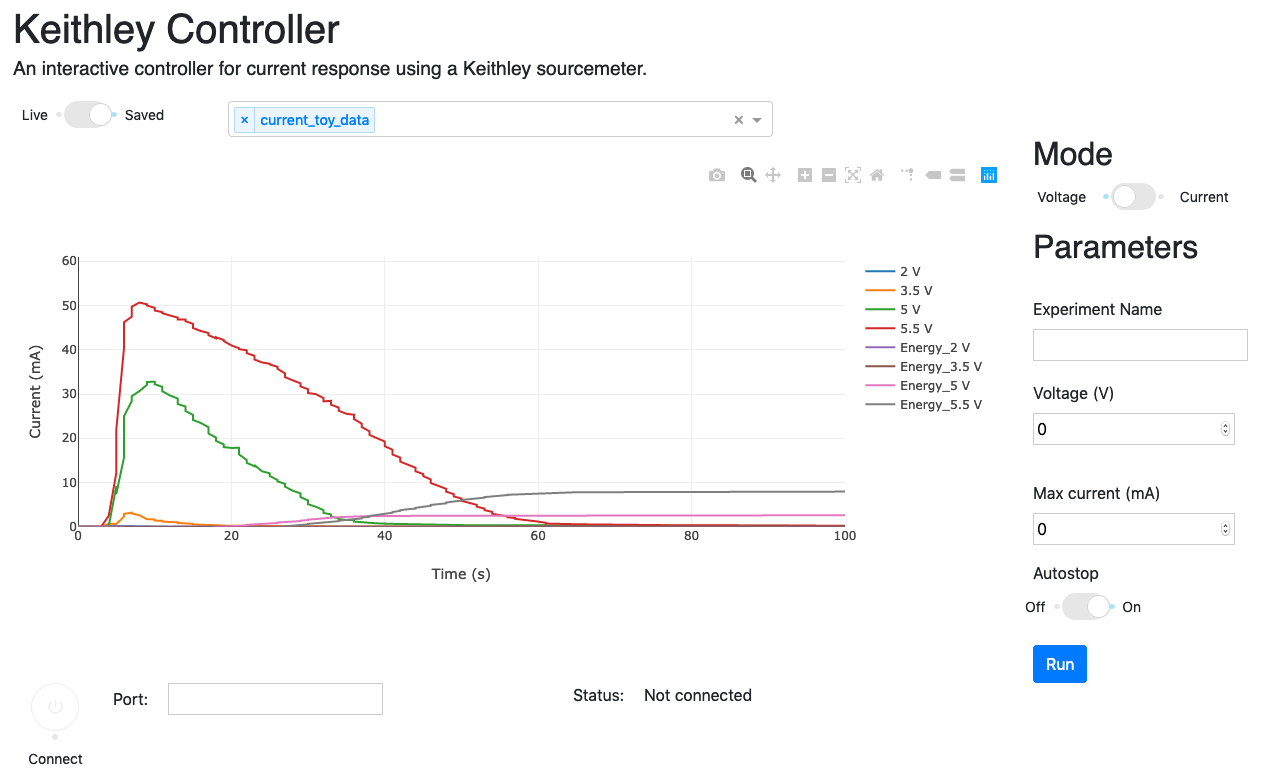 Keithley Controller
An interactive controller for current response using a Keithley sourcemeter.
Live Saved
× current_toy_data ×
Mode
Voltage Current
Parameters
Experiment Name
Voltage (V)
0
Max current (mA)
0
Autostop
Off On
Run
60
50
40
30
20
10
0
Current (mA)
0 20 40 60 80 100
Time (s)
2 V
3.5 V
5 V
5.5 V
Energy_2 V
Energy_3.5 V
Energy_5 V
Energy_5.5 V
Port:
Status: Not connected
Connect